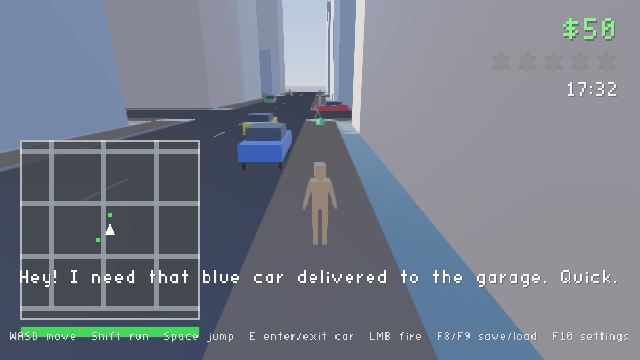 $50
17:32
Hey! I need that blue car delivered to the garage. Quick.
WASD move  Shift run  Space jump  E enter/exit car  LMB fire  F8/F9 save/load  F10 settings